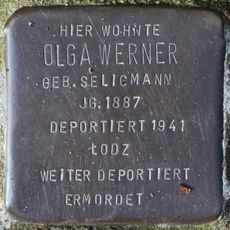 HIER WOHNTE
OLGA WERNER
GEB. SELIGMANN
JG. 1887
DEPORTIERT 1941
ŁODZ
WEITER DEPORTIERT
ERMORDET